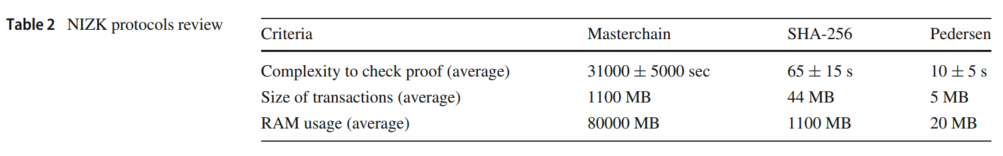 Table 2 NIZK protocols review
Criteria Masterchain SHA-256 Pedersen
Complexity to check proof (average) 31000 ± 5000 sec 65 ± 15 s 10 ± 5 s
Size of transactions (average) 1100 MB 44 MB 5 MB
RAM usage (average) 80000 MB 1100 MB 20 MB